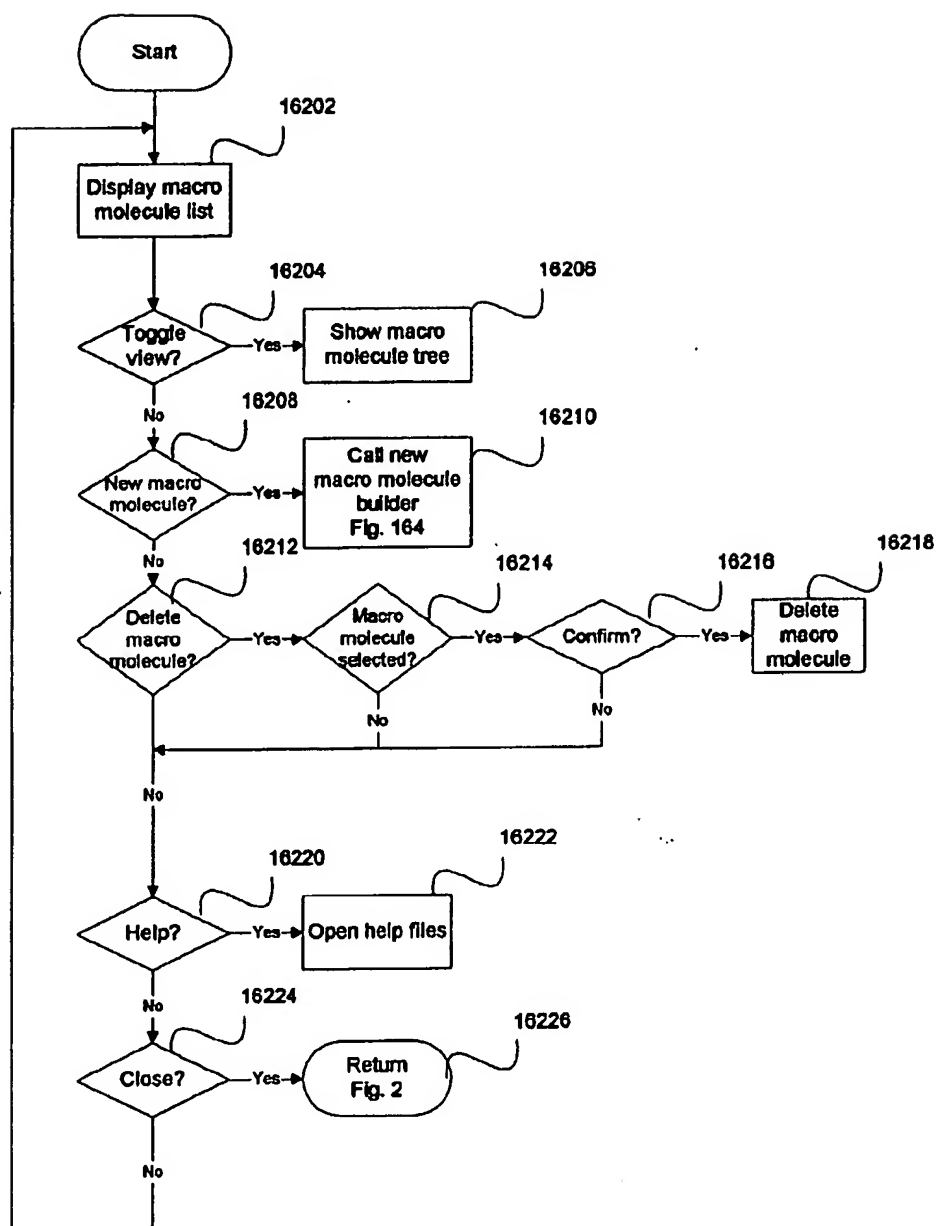 Start
16202
Display macro
molecule list
16204
16206
Toggle
view?
Yes
Show macro
molecule tree
No
16208
16210
New macro
molecule?
Yes
Call new
macro molecule
builder
Fig. 164
No
16212
16214
16216
16218
Delete
macro
molecule?
Yes
Macro
molecule
selected?
Yes
Confirm?
Yes
Delete
macro
molecule
No
No
No
16220
16222
Help?
Yes
Open help files
No
16224
16226
Close?
Yes
Return
Fig. 2
No